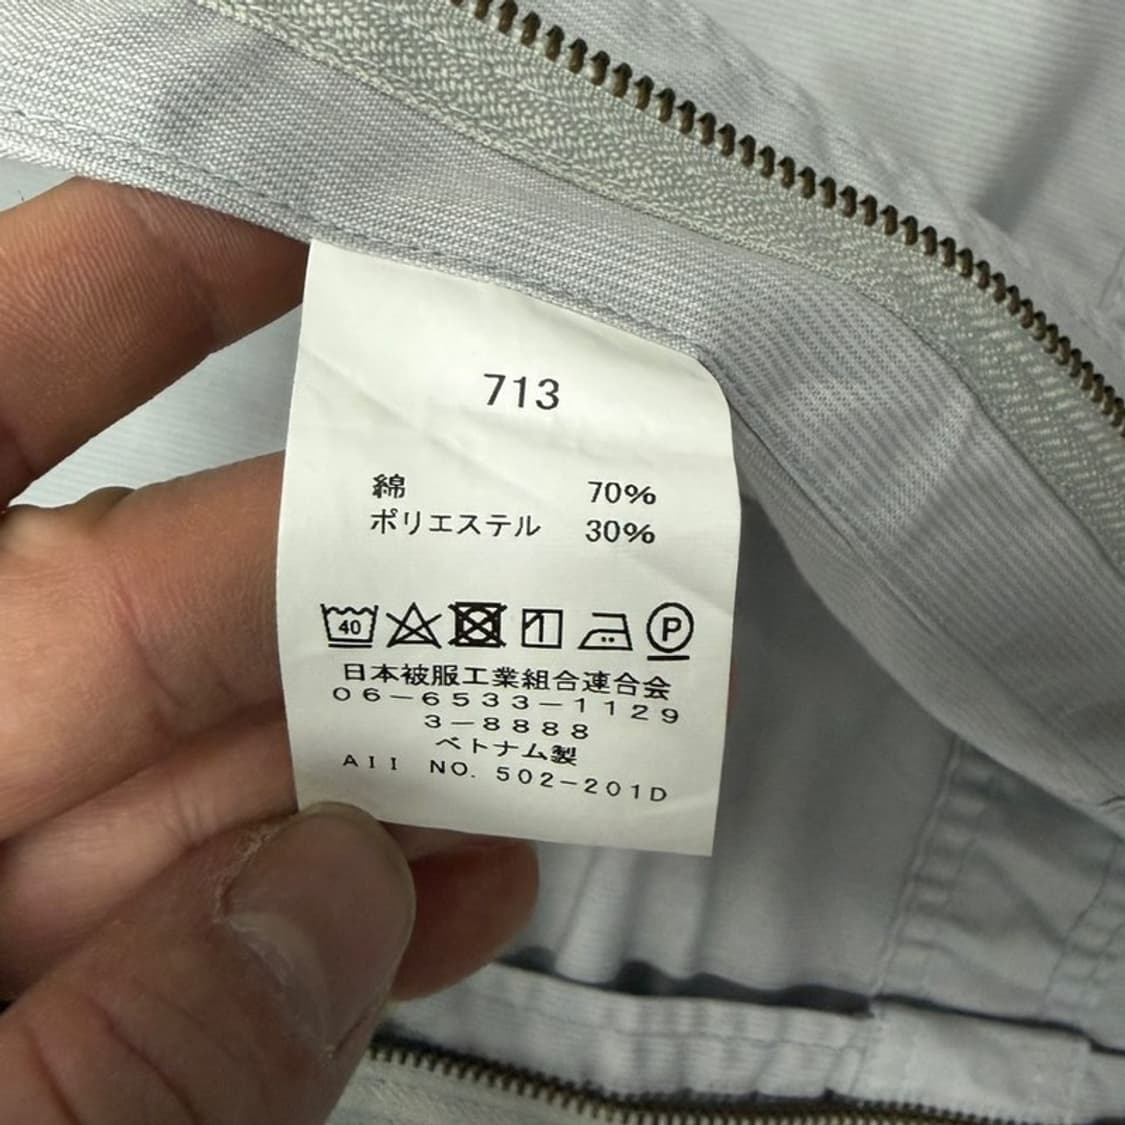 713
綿 70%
ポリエステル 30%
40 P
日本被服工業組合連合会
06-6533-1129
3-8888
ベトナム製
AII NO. 502-201D